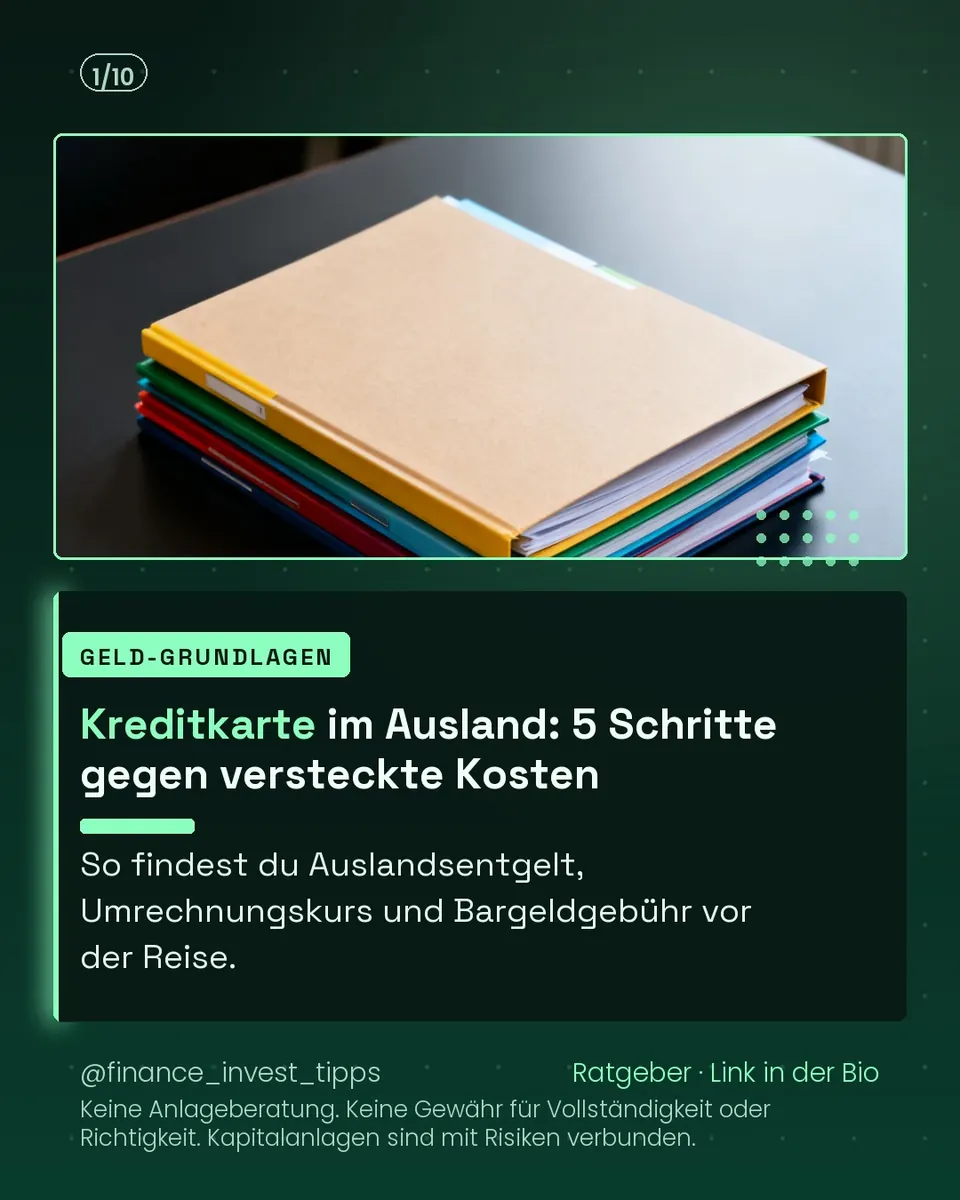 1/10
GELD-GRUNDLAGEN
Kreditkarte im Ausland: 5 Schritte
gegen versteckte Kosten
So findest du Auslandsentgelt,
Umrechnungskurs und Bargeldgebühr vor
der Reise.
@finance_invest_tipps
Ratgeber · Link in der Bio
Keine Anlageberatung. Keine Gewähr für Vollständigkeit oder
Richtigkeit. Kapitalanlagen sind mit Risiken verbunden.